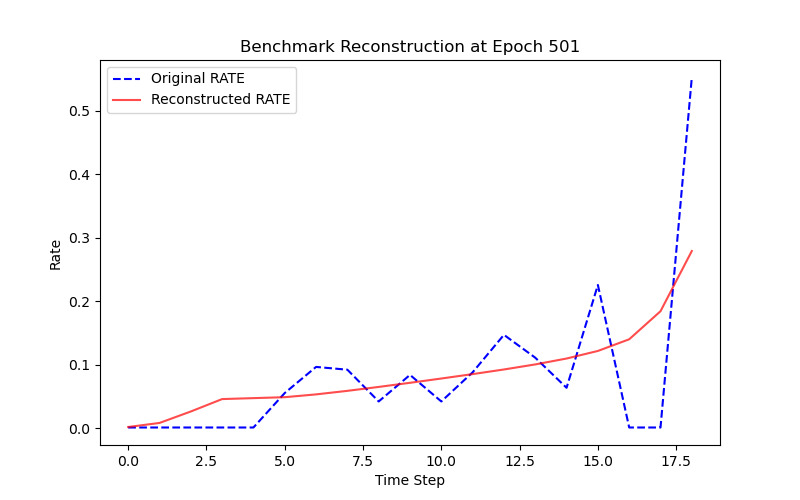 Benchmark Reconstruction at Epoch 501
Original RATE
Reconstructed RATE
0.5
0.4
0.3
0.2
0.1
0.0
Rate
0.0 2.5 5.0 7.5 10.0 12.5 15.0 17.5
Time Step